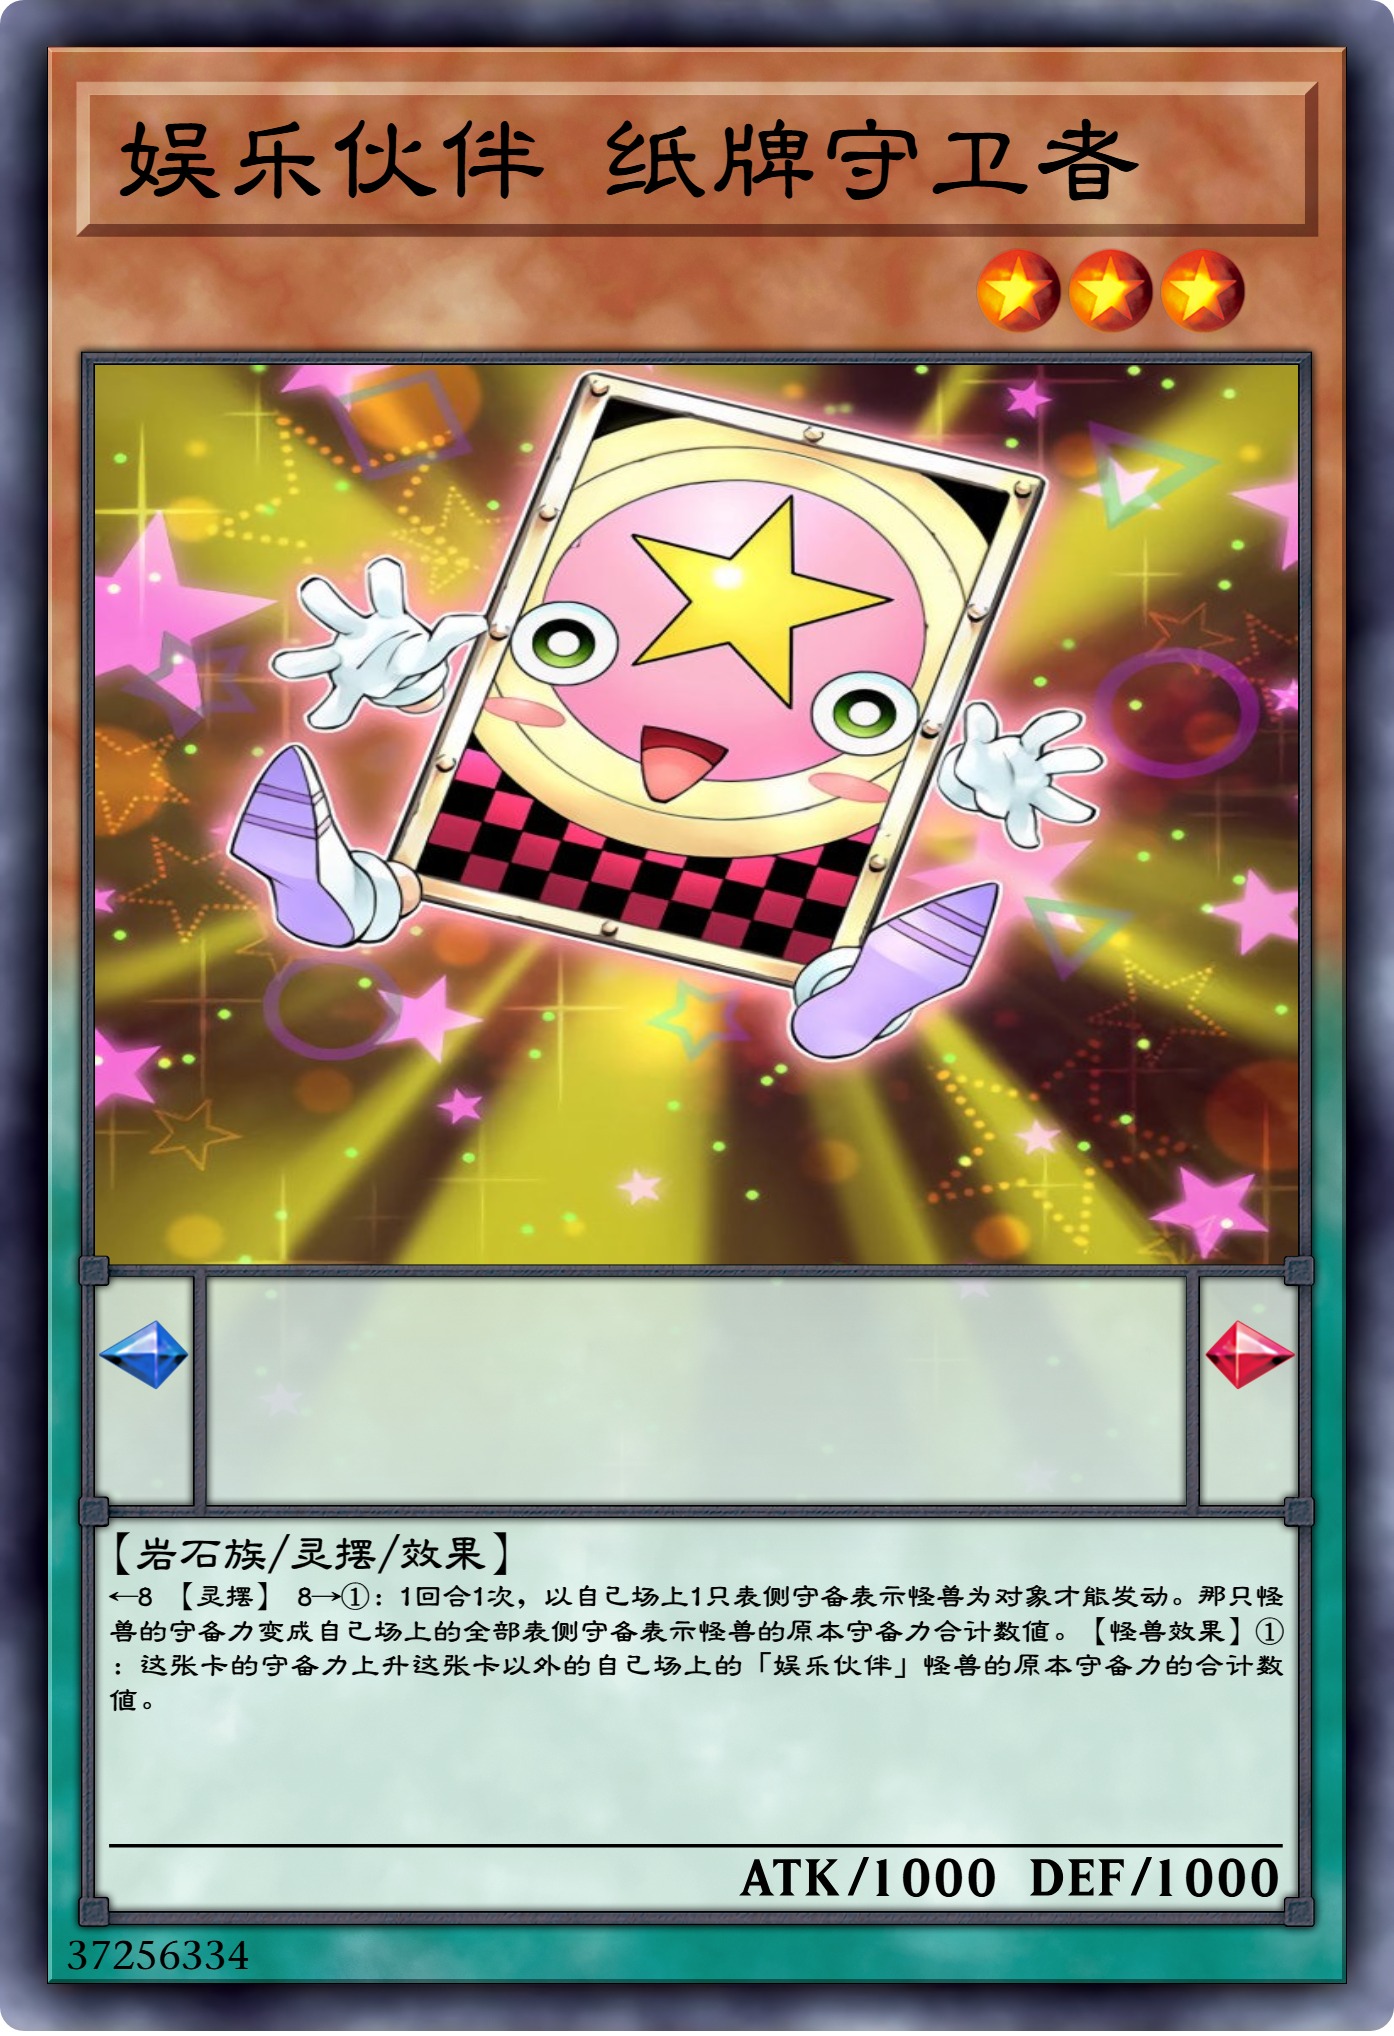 娱乐伙伴 纸牌守卫者
【岩石族/灵摆/效果】
←8 【灵摆】 8→①：1回合1次，以自己场上1只表侧守备表示怪兽为对象才能发动。那只怪
兽的守备力变成自己场上的全部表侧守备表示怪兽的原本守备力合计数值。【怪兽效果】①
：这张卡的守备力上升这张卡以外的自己场上的「娱乐伙伴」怪兽的原本守备力的合计数
值。
ATK/1000 DEF/1000
37256334